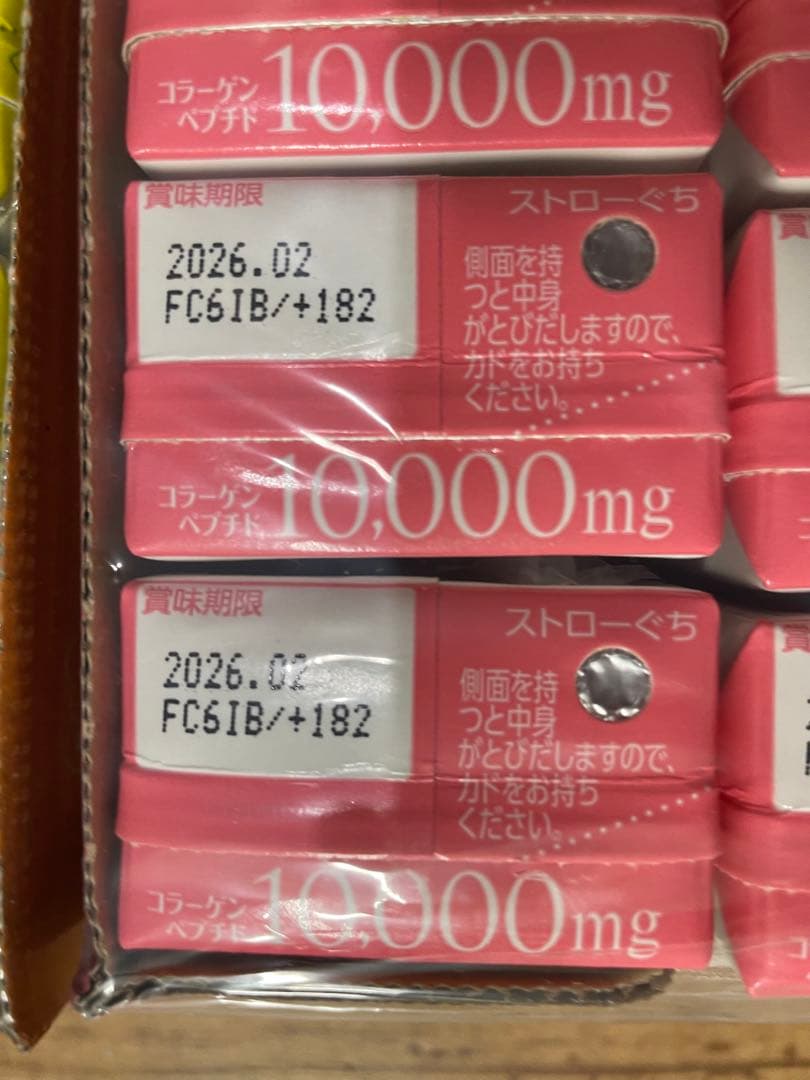 コラーゲン
ペプチド 10,000mg
賞味期限
2026.02
FC6IB/+182
ストローぐち
側面を持
つと中身
がとびだしますので、
カドをお持ち
ください。
コラーゲン
ペプチド 10,000mg
賞味期限
2026.02
FC6IB/+182
ストローぐち
側面を持
つと中身
がとびだしますので、
カドをお持ち
ください。
コラーゲン
ペプチド 10,000mg